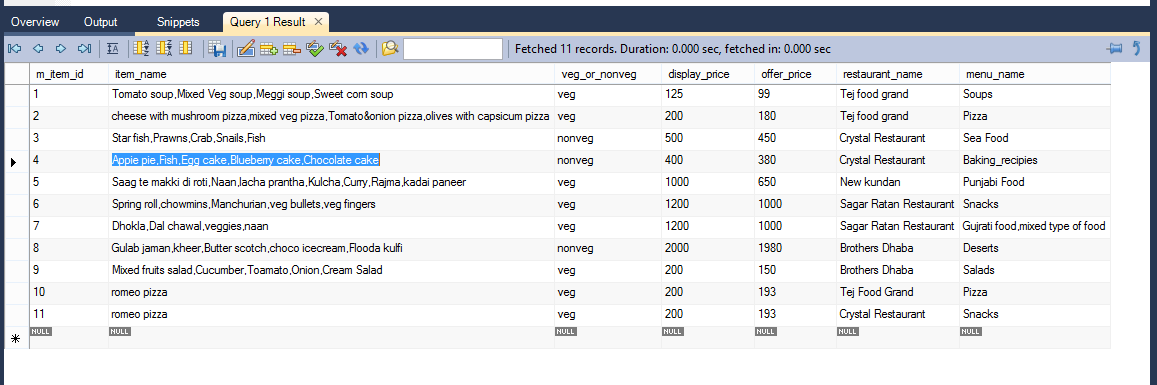 Overview Output Snippets Query 1 Result
Fetched 11 records. Duration: 0.000 sec, fetched in: 0.000 sec
m_item_id item_name veg_or_nonveg display_price offer_price restaurant_name menu_name
1 Tomato soup,Mixed Veg soup,Meggi soup,Sweet corn soup veg 125 99 Tej food grand Soups
2 cheese with mushroom pizza,mixed veg pizza,Tomato&onion pizza,olives with capsicum pizza veg 200 180 Tej food grand Pizza
3 Star fish,Prawns,Crab,Snails,Fish nonveg 500 450 Crystal Restaurant Sea Food
4 Appie pie,Fish,Egg cake,Blueberry cake,Chocolate cake nonveg 400 380 Crystal Restaurant Baking_recipies
5 Saag te makki di roti,Naan,lacha prantha,Kulcha,Curry,Rajma,kadai paneer veg 1000 650 New kundan Punjabi Food
6 Spring roll,chowmins,Manchurian,veg bullets,veg fingers veg 1200 1000 Sagar Ratan Restaurant Snacks
7 Dhokla,Dal chawal,veggies,naan veg 1200 1000 Sagar Ratan Restaurant Gujrati food,mixed type of food
8 Gulab jaman,kheer,Butter scotch,choco icecream,Flooda kulfi nonveg 2000 1980 Brothers Dhaba Deserts
9 Mixed fruits salad,Cucumber,Toamato,Onion,Cream Salad veg 200 150 Brothers Dhaba Salads
10 romeo pizza veg 200 193 Tej Food Grand Pizza
11 romeo pizza veg 200 193 Crystal Restaurant Snacks
NULL NULL NULL NULL NULL NULL NULL